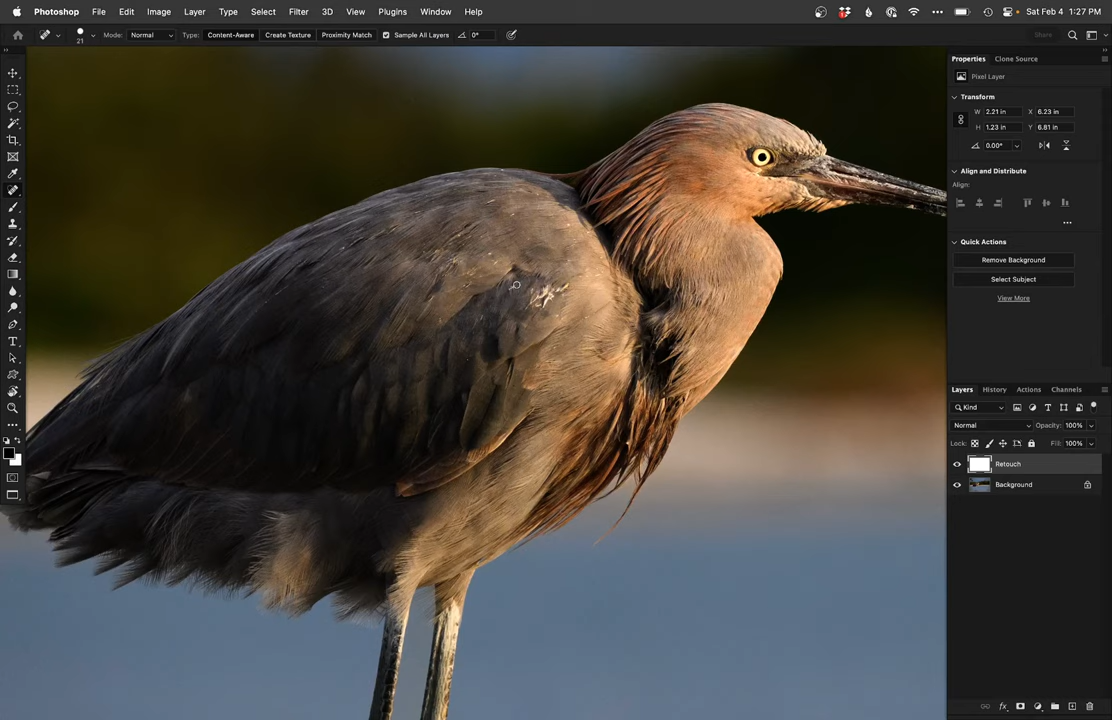 Photoshop File Edit Image Layer Type Select Filter 3D View Plugins Window Help Sat Feb 4 1:27 PM
21 Mode: Normal Type: Content-Aware Create Texture Proximity Match Sample All Layers 0° Share
Properties Clone Source
Pixel Layer
Transform
W 2.21 in X 6.23 in
H 1.23 in Y 6.81 in
0.00°
Align and Distribute
Align:
Quick Actions
Remove Background
Select Subject
View More
Layers History Actions Channels
Kind
Normal Opacity: 100%
Lock: Fill: 100%
Retouch
Background